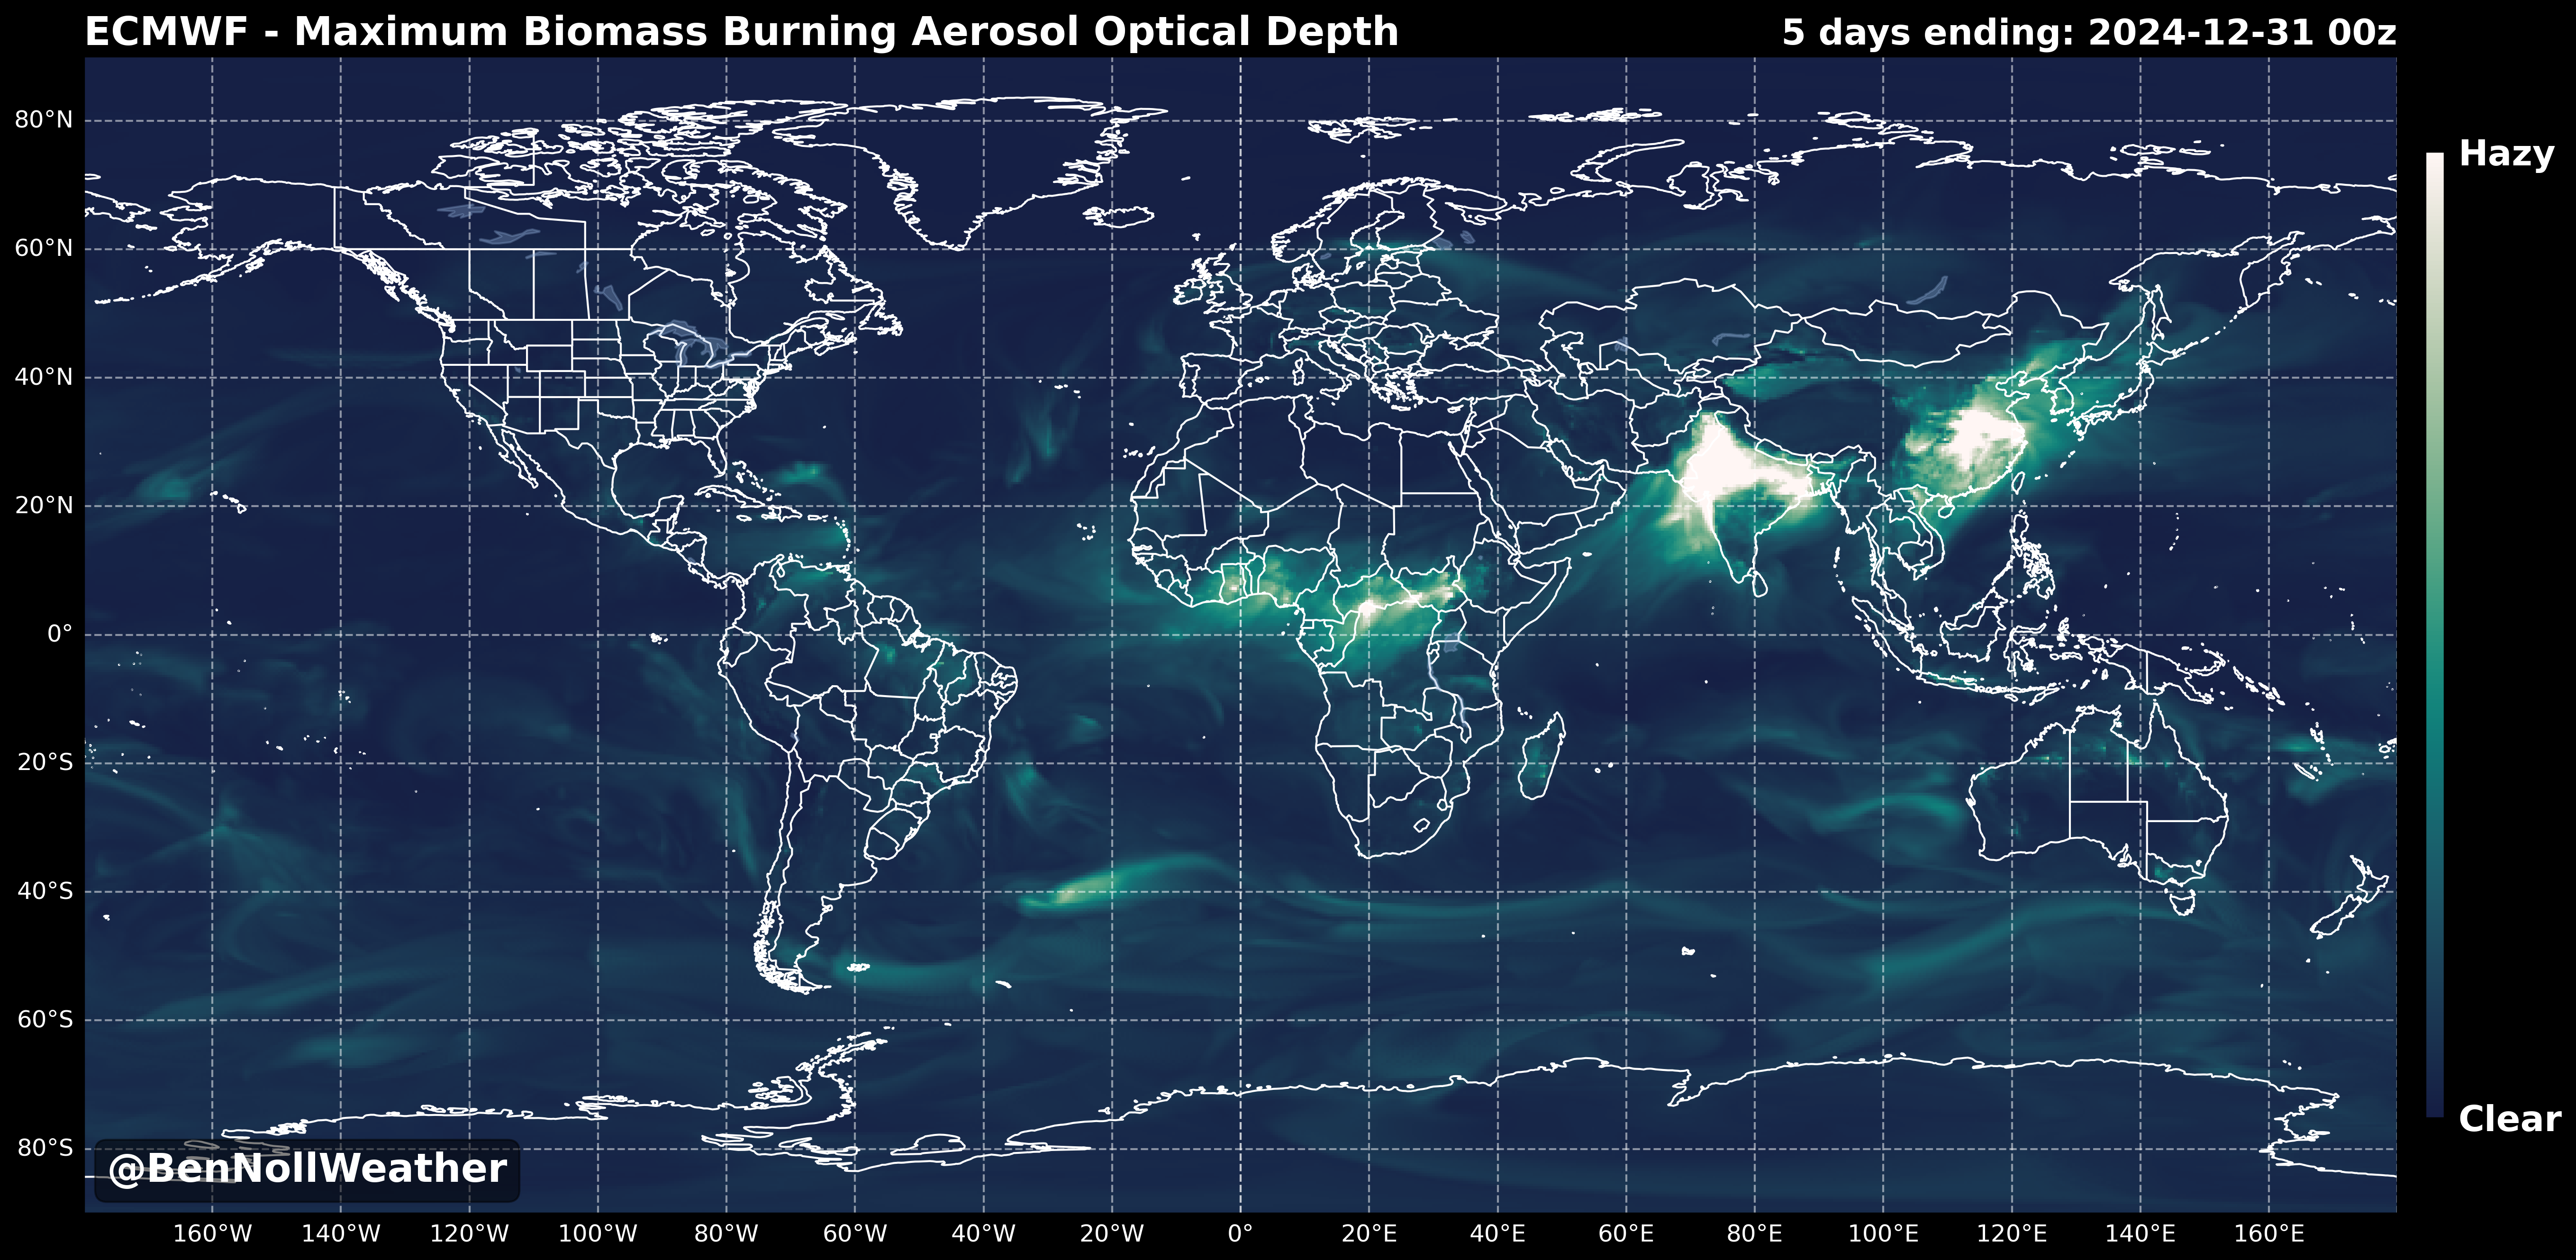 ECMWF - Maximum Biomass Burning Aerosol Optical Depth
5 days ending: 2024-12-31 00z
80°N
60°N
40°N
20°N
0°
20°S
40°S
60°S
80°S
Hazy
Clear
@BenNollWeather
160°W 140°W 120°W 100°W 80°W 60°W 40°W 20°W 0° 20°E 40°E 60°E 80°E 100°E 120°E 140°E 160°E